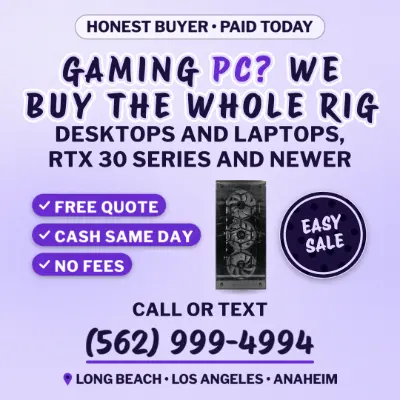 HONEST BUYER • PAID TODAY
GAMING PC? WE
BUY THE WHOLE RIG
DESKTOPS AND LAPTOPS,
RTX 30 SERIES AND NEWER
FREE QUOTE
CASH SAME DAY
NO FEES
EASY
SALE
CALL OR TEXT
(562) 999-4994
LONG BEACH • LOS ANGELES • ANAHEIM